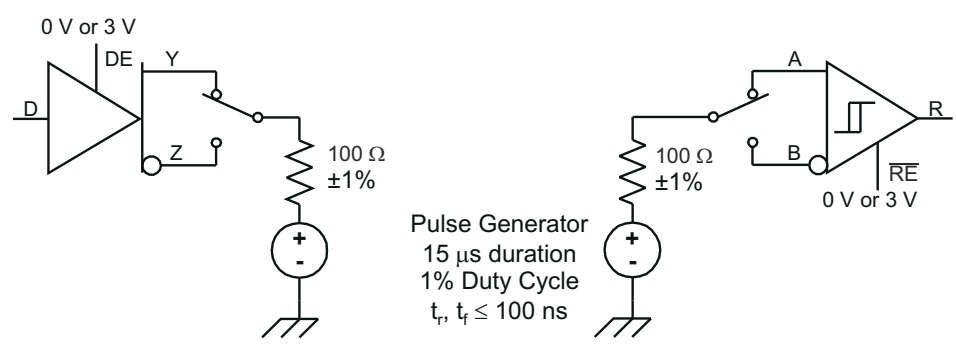 0 V or 3 V
DE
Y
D
Z
100 Ω
±1%
+
-
Pulse Generator
15 μs duration
1% Duty Cycle
tr, tf ≤ 100 ns
A
B
R
100 Ω
±1%
RE
0 V or 3 V
+
-